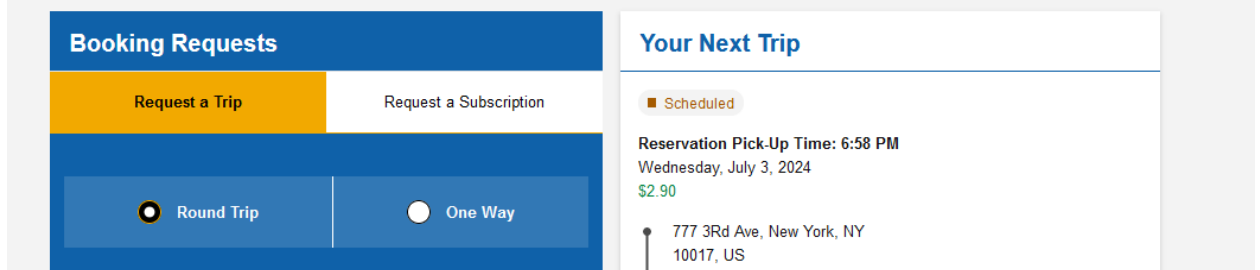 Booking Requests
Request a Trip
Request a Subscription
Round Trip
One Way
Your Next Trip
Scheduled
Reservation Pick-Up Time: 6:58 PM
Wednesday, July 3, 2024
$2.90
777 3Rd Ave, New York, NY
10017, US